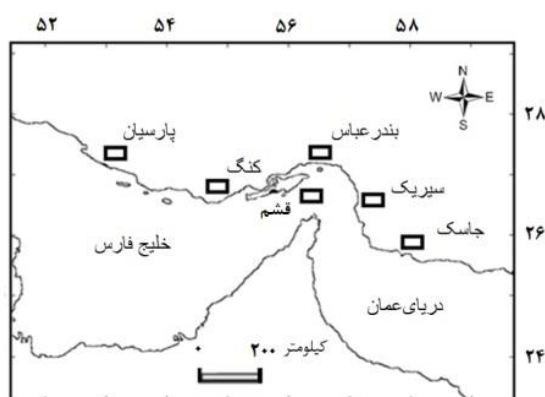 ۵۲ ۵۴ ۵۶ ۵۸
N
W E
S
۲۸
پارسیان
بندرعباس
کنگ
سیریک
قشم
جاسک
خلیج فارس
۲۶
دریای‌عمان
۰ ۲۰۰ کیلومتر
۲۴